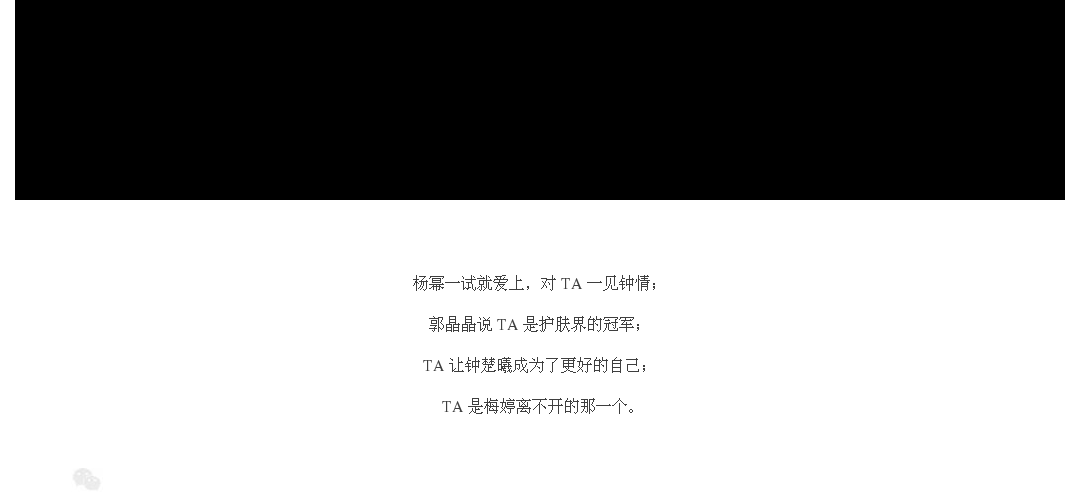 杨幂一试就爱上，对 TA 一见钟情；
郭晶晶说 TA 是护肤界的冠军；
TA 让钟楚曦成为了更好的自己；
TA 是梅婷离不开的那一个。